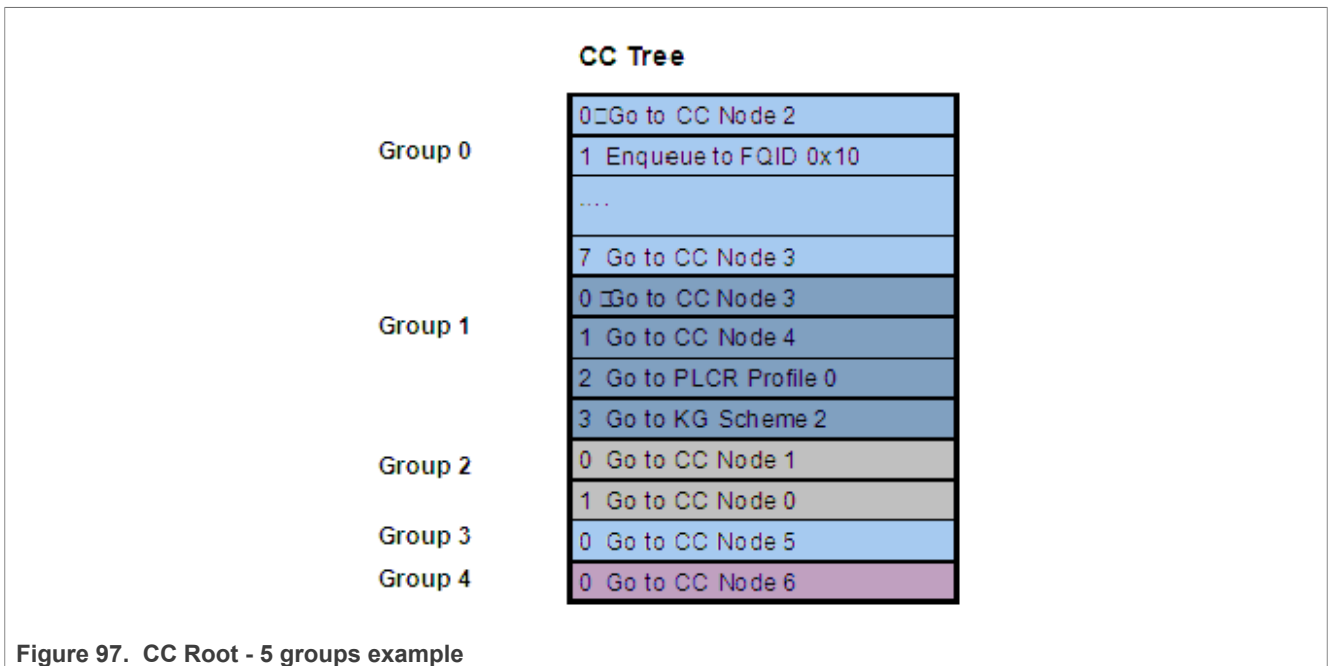 CC Tree
Group 0
0 Go to CC Node 2
1 Enqueue to FQID 0x10
....
7 Go to CC Node 3
Group 1
0 Go to CC Node 3
1 Go to CC Node 4
2 Go to PLCR Profile 0
3 Go to KG Scheme 2
Group 2
0 Go to CC Node 1
1 Go to CC Node 0
Group 3
0 Go to CC Node 5
Group 4
0 Go to CC Node 6
Figure 97. CC Root - 5 groups example